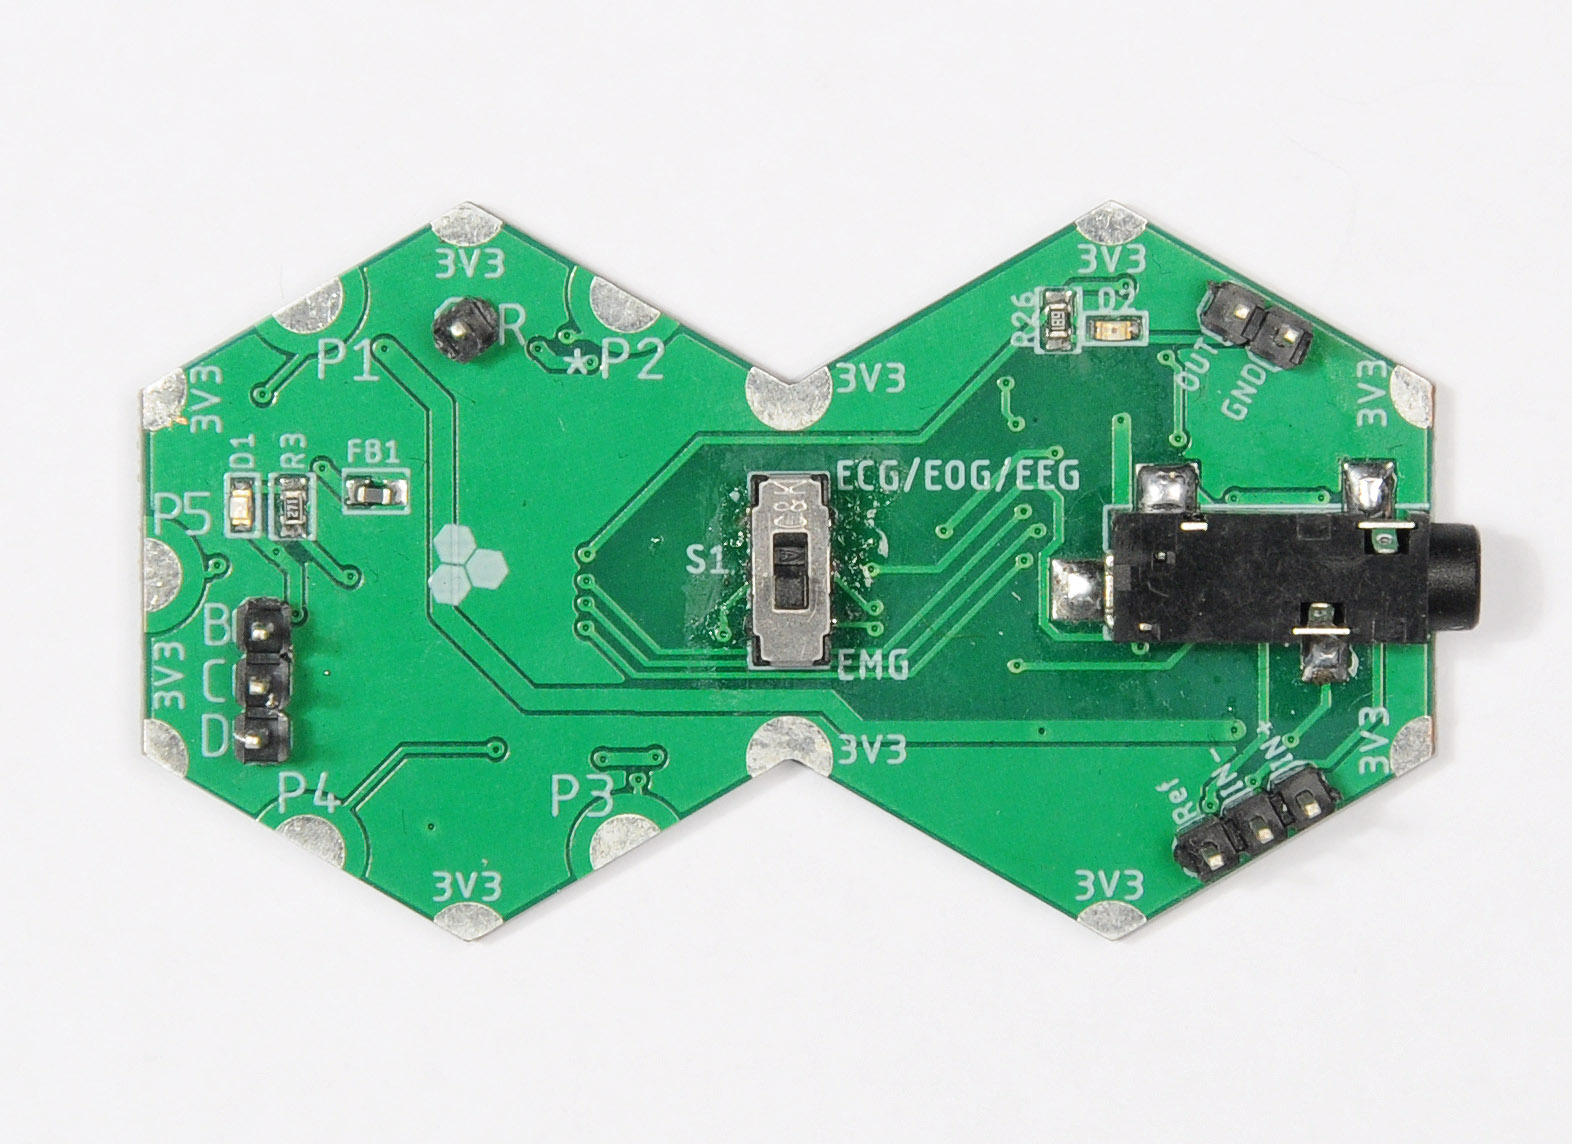 3V3
3V3
R26
D2
R
P1
*P2
OUT
GND
3V3
3V3
3V3
D1
R3
FB1
ECG/EOG/EEG
C&K
P5
211
S1
B
C
D
3V3
EMG
3V3
3V3
IN-
IN+
Ref
P4
P3
3V3
3V3